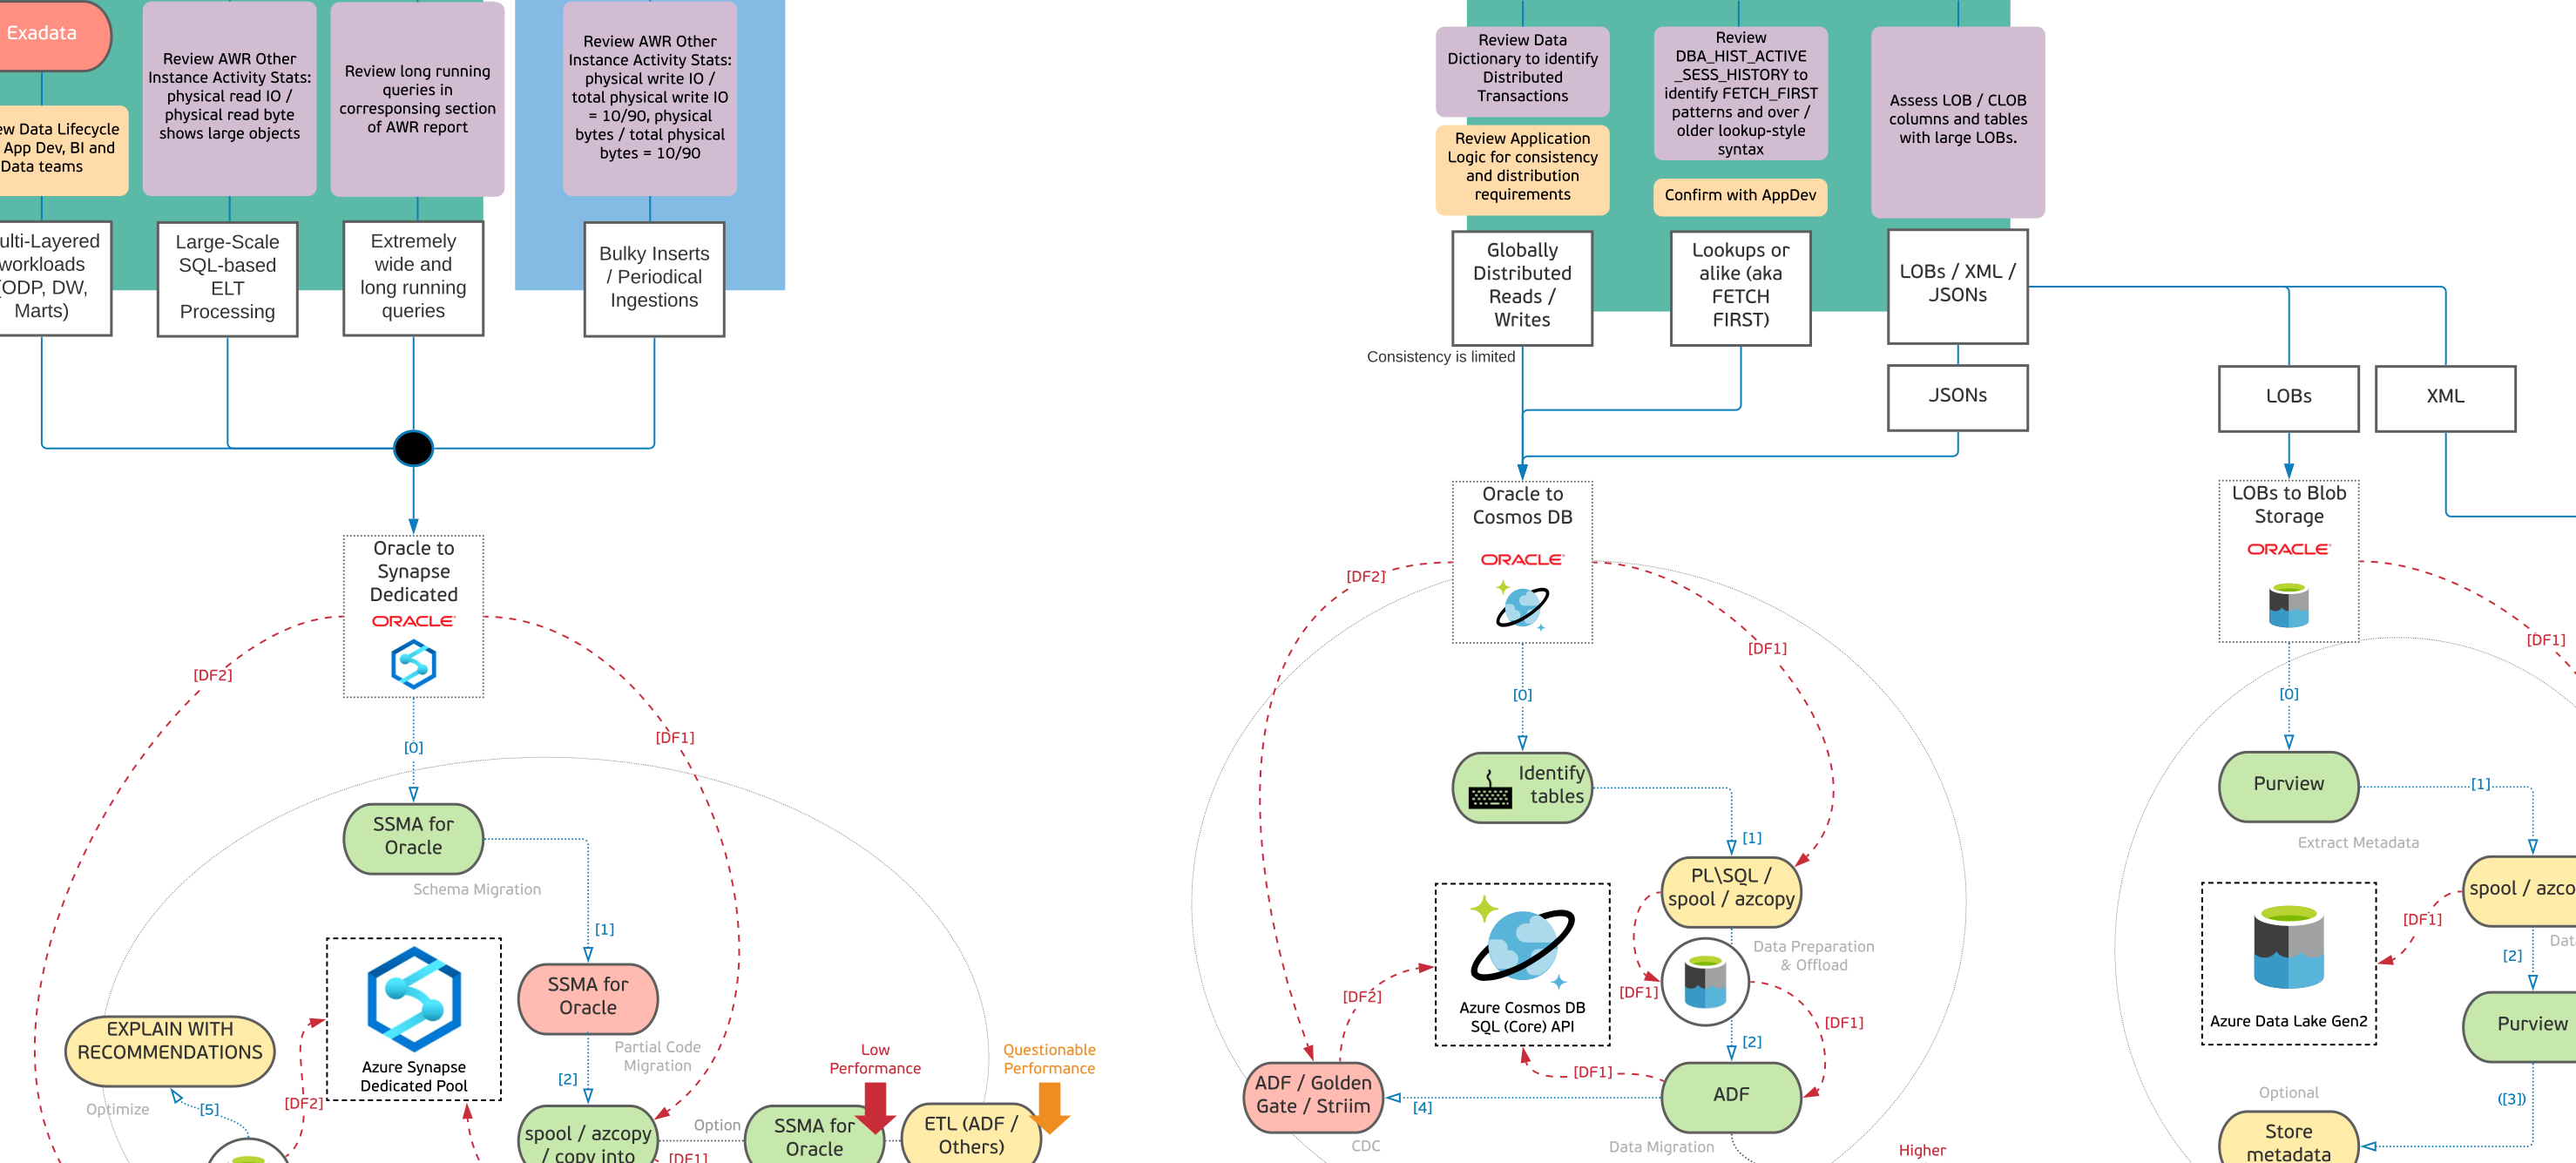 Exadata
ew Data Lifecycle
App Dev, BI and
Data teams
ulti-Layered
workloads
(ODP, DW,
Marts)
Review AWR Other
Instance Activity Stats:
physical read IO /
physical read byte
shows large objects
Large-Scale
SQL-based
ELT
Processing
Review long running
queries in
corresponsing section
of AWR report
Extremely
wide and
long running
queries
Review AWR Other
Instance Activity Stats:
physical write IO /
total physical write IO
= 10/90, physical
bytes / total physical
bytes = 10/90
Bulky Inserts
/ Periodical
Ingestions
Oracle to
Synapse
Dedicated
ORACLE
[DF2]
[DF1]
[0]
SSMA for
Oracle
Schema Migration
[1]
SSMA for
Oracle
Partial Code
Migration
[2]
Azure Synapse
Dedicated Pool
EXPLAIN WITH
RECOMMENDATIONS
Optimize
[5]
[DF2]
spool / azcopy
/ copy into
[DF1]
Option
Low
Performance
SSMA for
Oracle
Questionable
Performance
ETL (ADF /
Others)
Review Data
Dictionary to identify
Distributed
Transactions
Review Application
Logic for consistency
and distribution
requirements
Globally
Distributed
Reads /
Writes
Consistency is limited
Review
DBA_HIST_ACTIVE
_SESS_HISTORY to
identify FETCH_FIRST
patterns and over /
older lookup-style
syntax
Confirm with AppDev
Lookups or
alike (aka
FETCH
FIRST)
Assess LOB / CLOB
columns and tables
with large LOBs.
LOBs / XML /
JSONs
JSONs
LOBs
XML
Oracle to
Cosmos DB
ORACLE
[DF2]
[DF1]
[0]
Identify
tables
[1]
PL\SQL /
spool / azcopy
Data Preparation
& Offload
[DF1]
[DF1]
[2]
Azure Cosmos DB
SQL (Core) API
[DF2]
[DF1]
ADF
Data Migration
[4]
ADF / Golden
Gate / Striim
CDC
Higher
LOBs to Blob
Storage
ORACLE
[DF1]
[0]
Purview
[1]
Extract Metadata
spool / azco
Dat
[DF1]
[2]
Azure Data Lake Gen2
Purview
([3])
Optional
Store
metadata